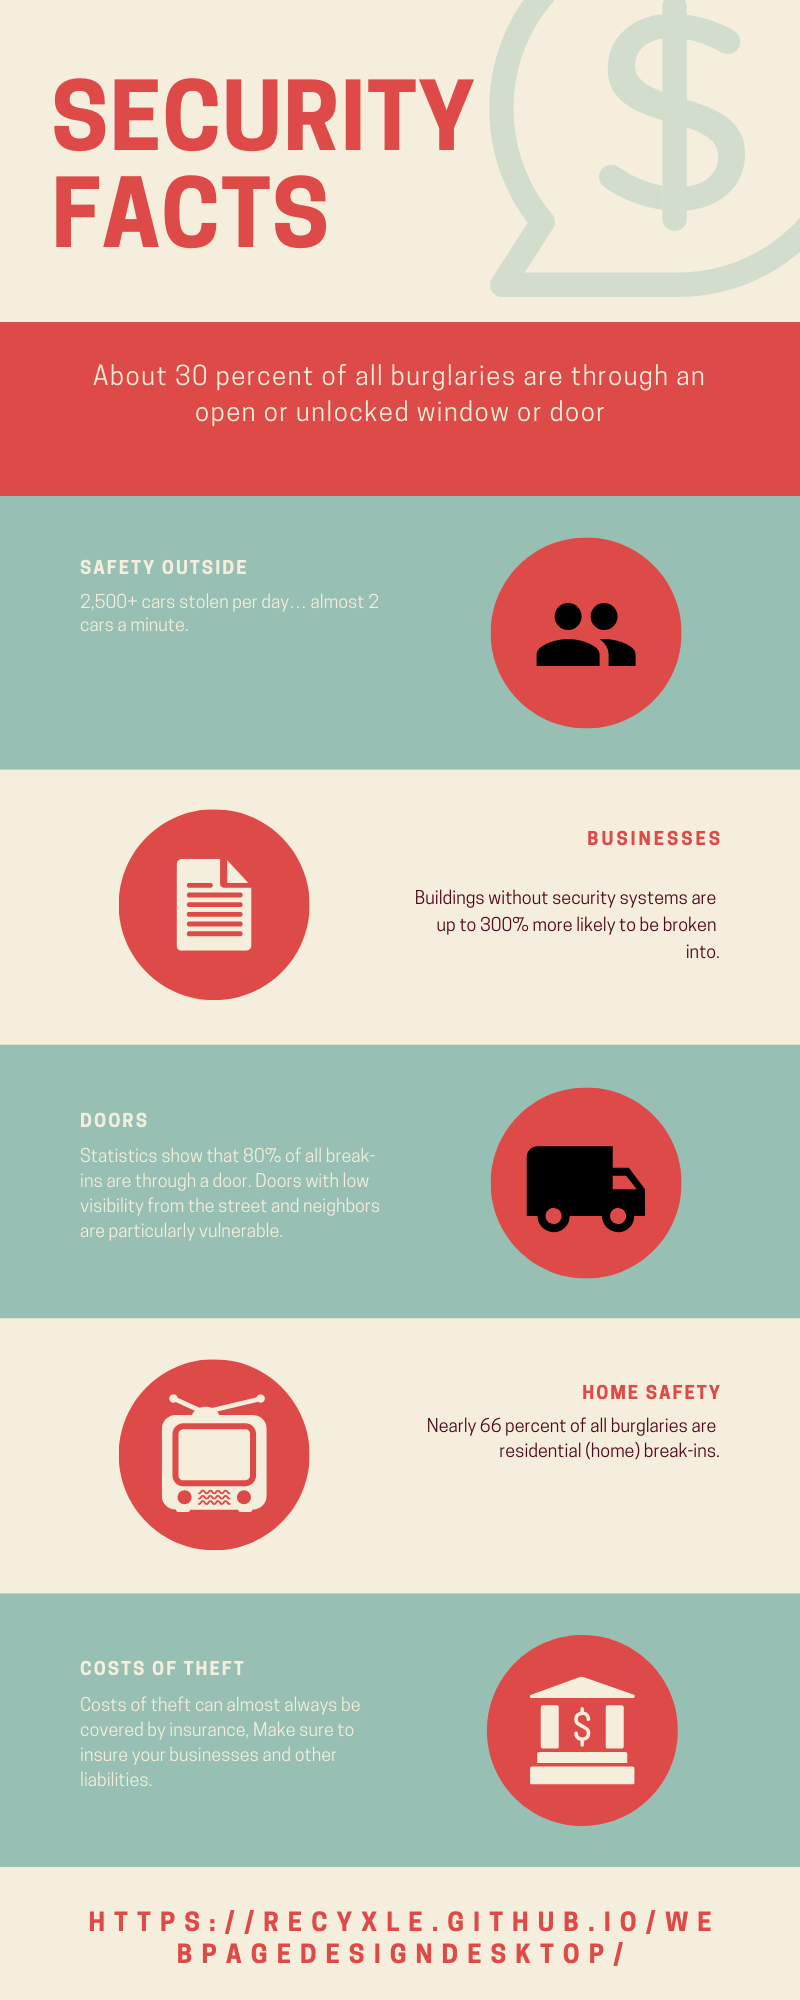 SECURITY
FACTS
About 30 percent of all burglaries are through an
open or unlocked window or door
SAFETY OUTSIDE
2,500+ cars stolen per day… almost 2
cars a minute.
BUSINESSES
Buildings without security systems are
up to 300% more likely to be broken
into.
DOORS
Statistics show that 80% of all break-
ins are through a door. Doors with low
visibility from the street and neighbors
are particularly vulnerable.
HOME SAFETY
Nearly 66 percent of all burglaries are
residential (home) break-ins.
COSTS OF THEFT
Costs of theft can almost always be
covered by insurance, Make sure to
insure your businesses and other
liabilities.
HTTPS://RECYXLE.GITHUB.IO/WE
BPAGEDESIGNDESKTOP/